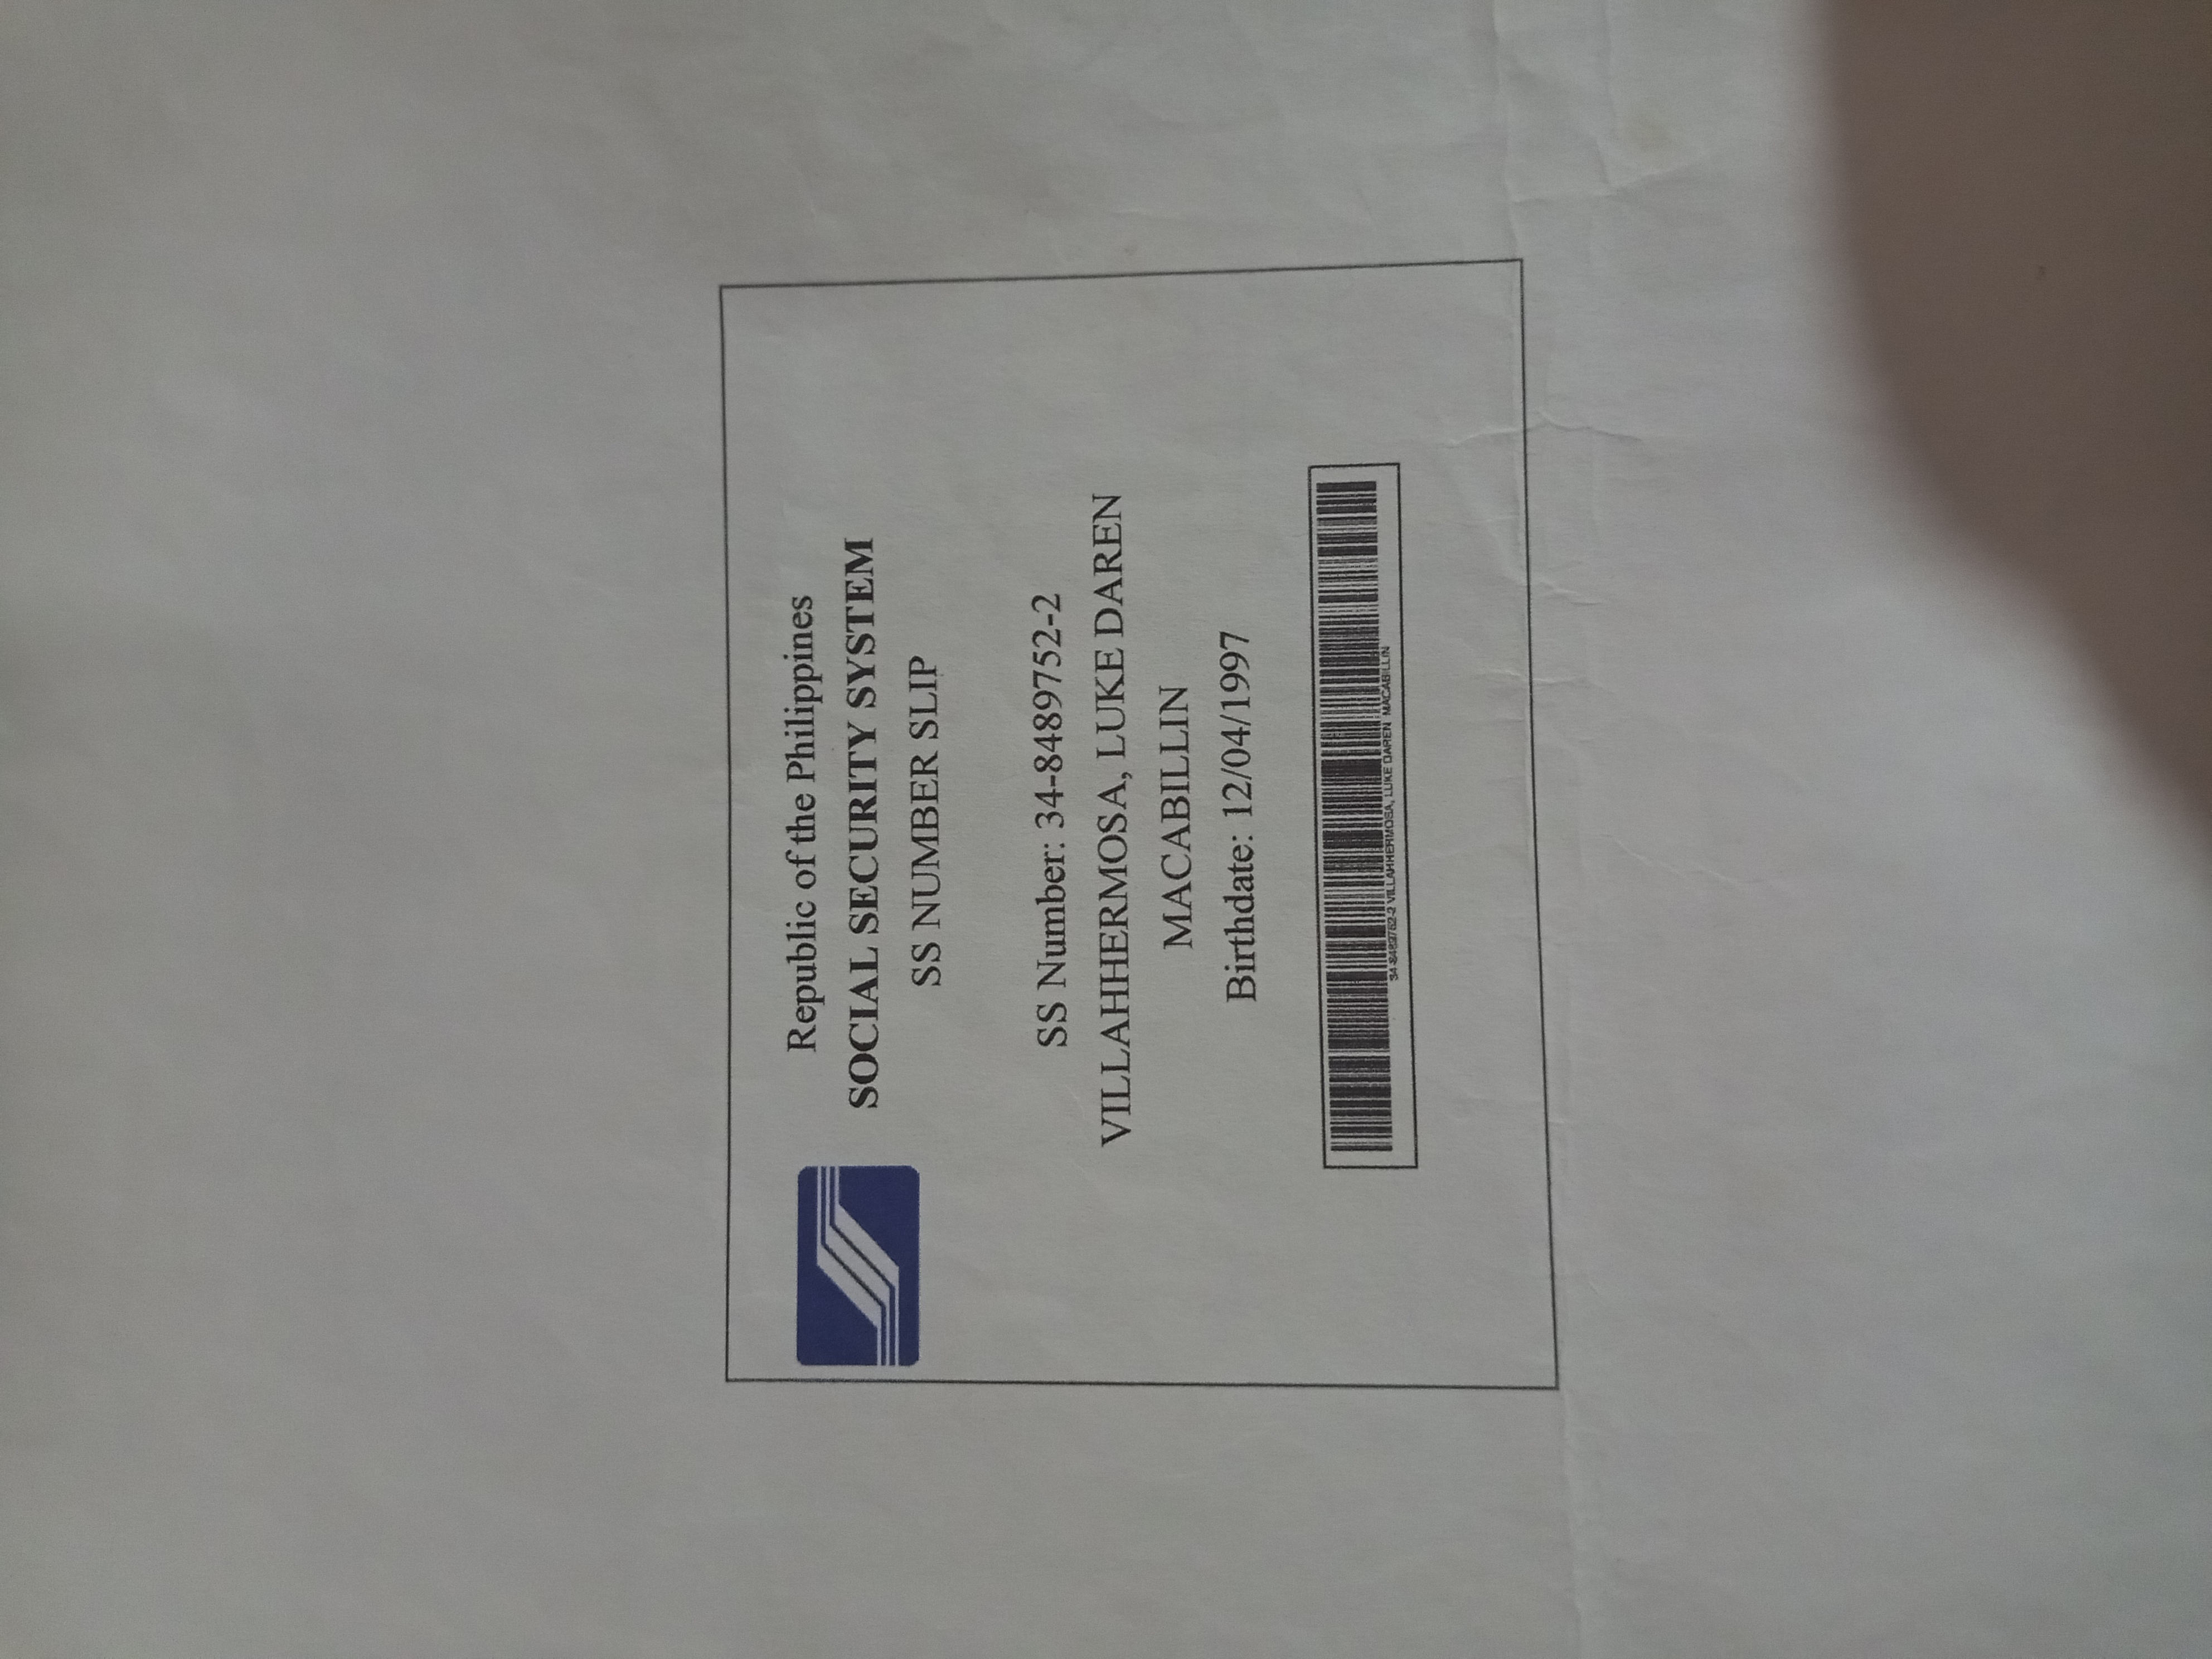 Republic of the Philippines
SOCIAL SECURITY SYSTEM
SS NUMBER SLIP
SS Number: 34-8489752-2
VILLAHHERMOSA, LUKE DAREN
MACABILLIN
Birthdate: 12/04/1997
34-8489752-2 VILLAHHERMOSA, LUKE DAREN MACABILLIN